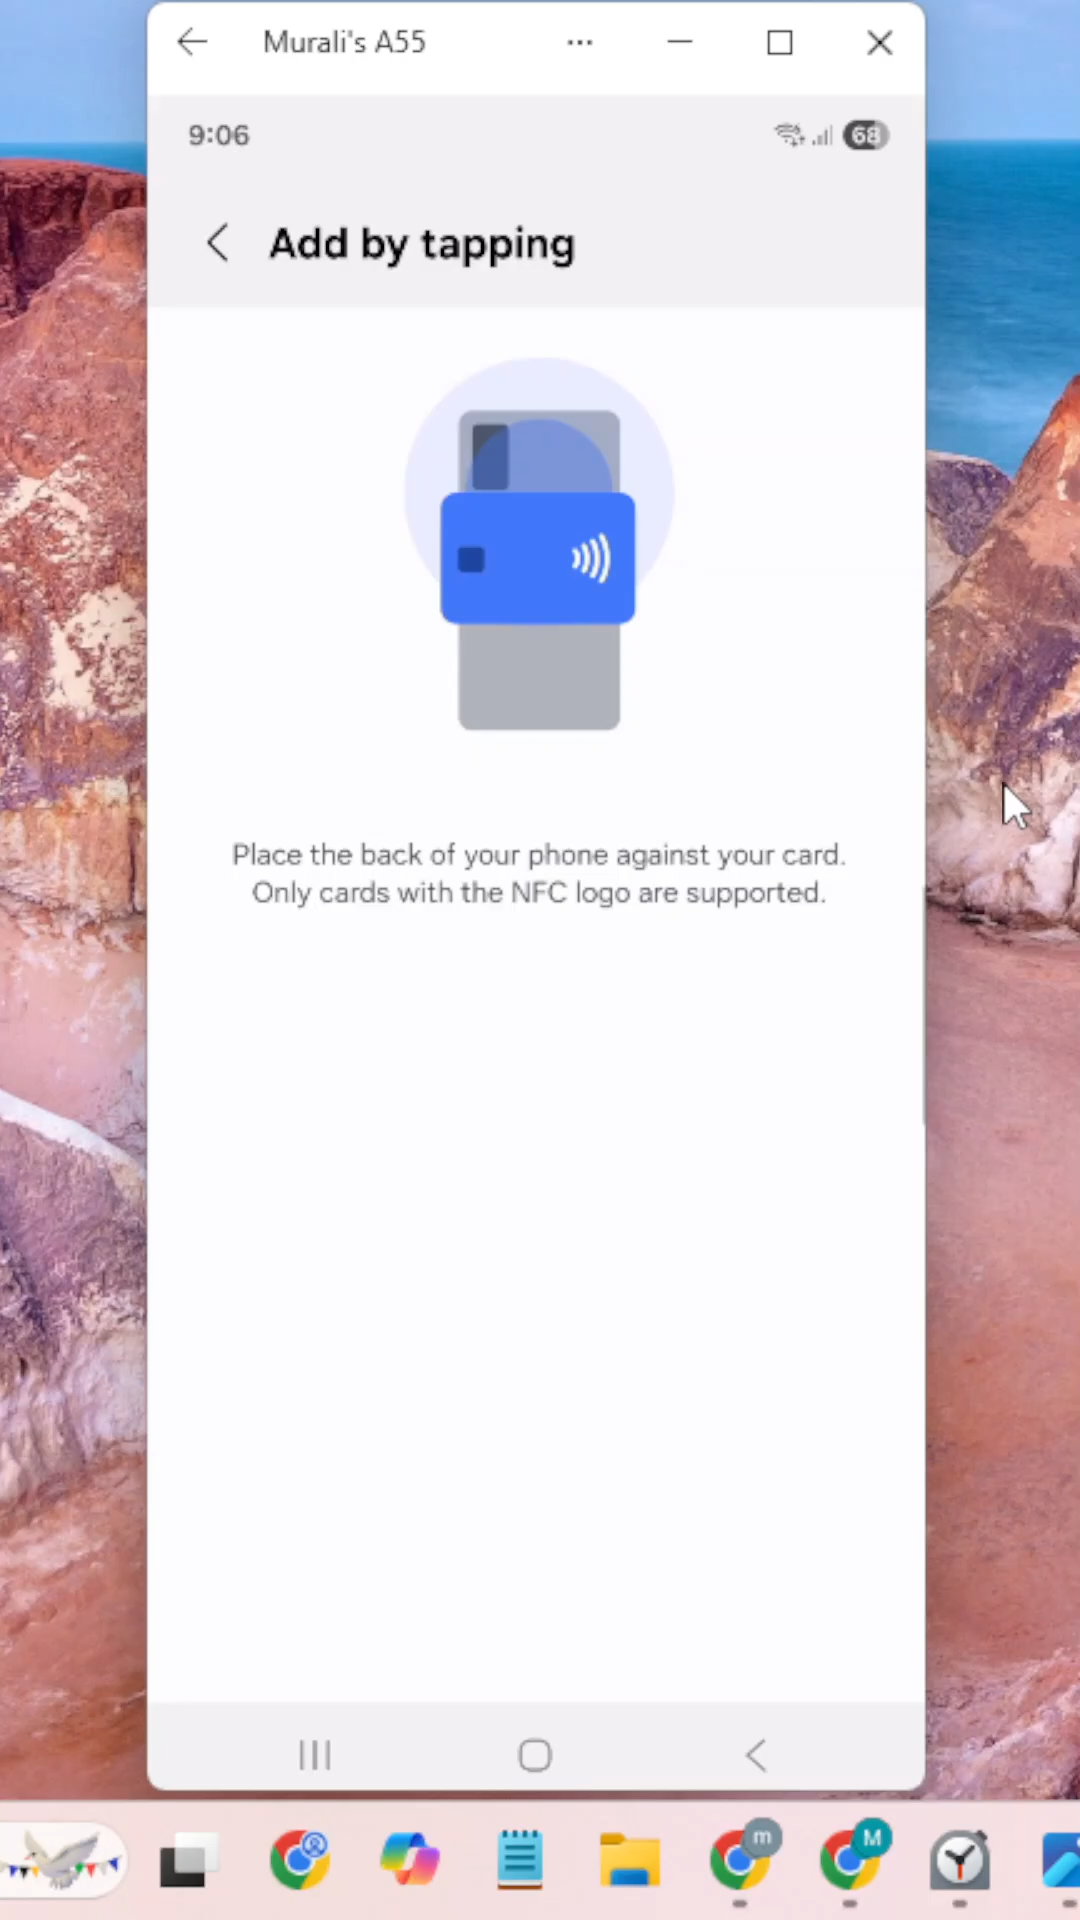 Murali's A55
9:06
68
Add by tapping
Place the back of your phone against your card.
Only cards with the NFC logo are supported.
m
M